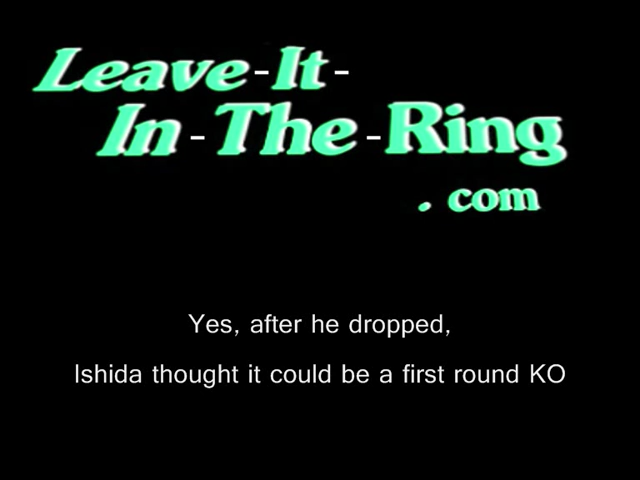 Leave-It-
In-The-Ring
.com
Yes, after he dropped,
Ishida thought it could be a first round KO